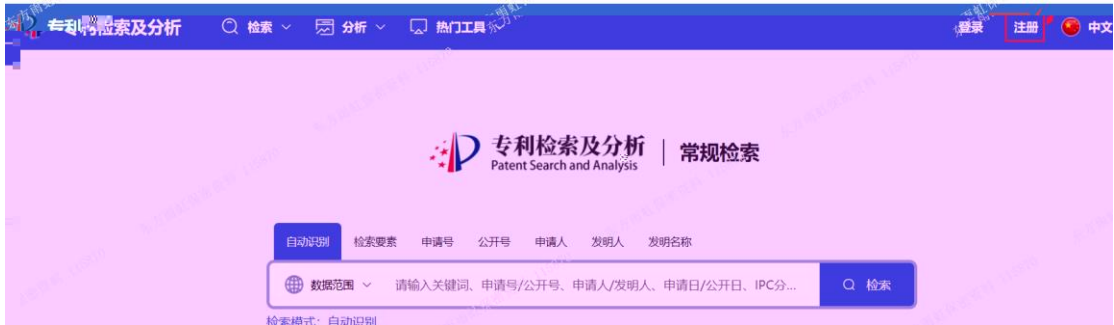 专利检索及分析 检索 分析 热门工具 登录 注册 中文
专利检索及分析 常规检索
Patent Search and Analysis
自动识别 检索要素 申请号 公开号 申请人 发明人 发明名称
数据范围 请输入关键词、申请号/公开号、申请人/发明人、申请日/公开日、IPC分... 检索
检索模式：自动识别